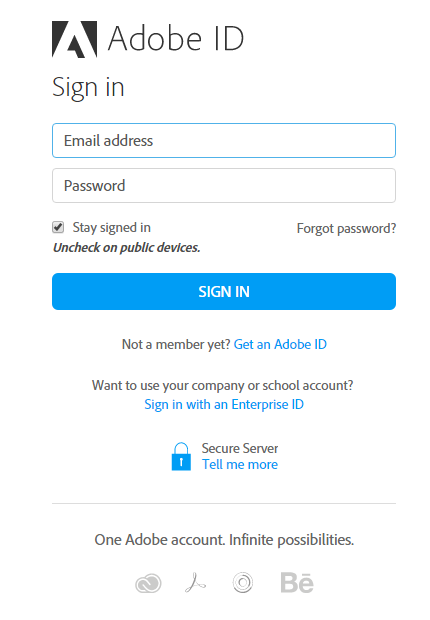 Adobe ID
Sign in
Email address
Password
Stay signed in
Forgot password?
Uncheck on public devices.
SIGN IN
Not a member yet? Get an Adobe ID
Want to use your company or school account?
Sign in with an Enterprise ID
Secure Server
Tell me more
One Adobe account. Infinite possibilities.
Bē